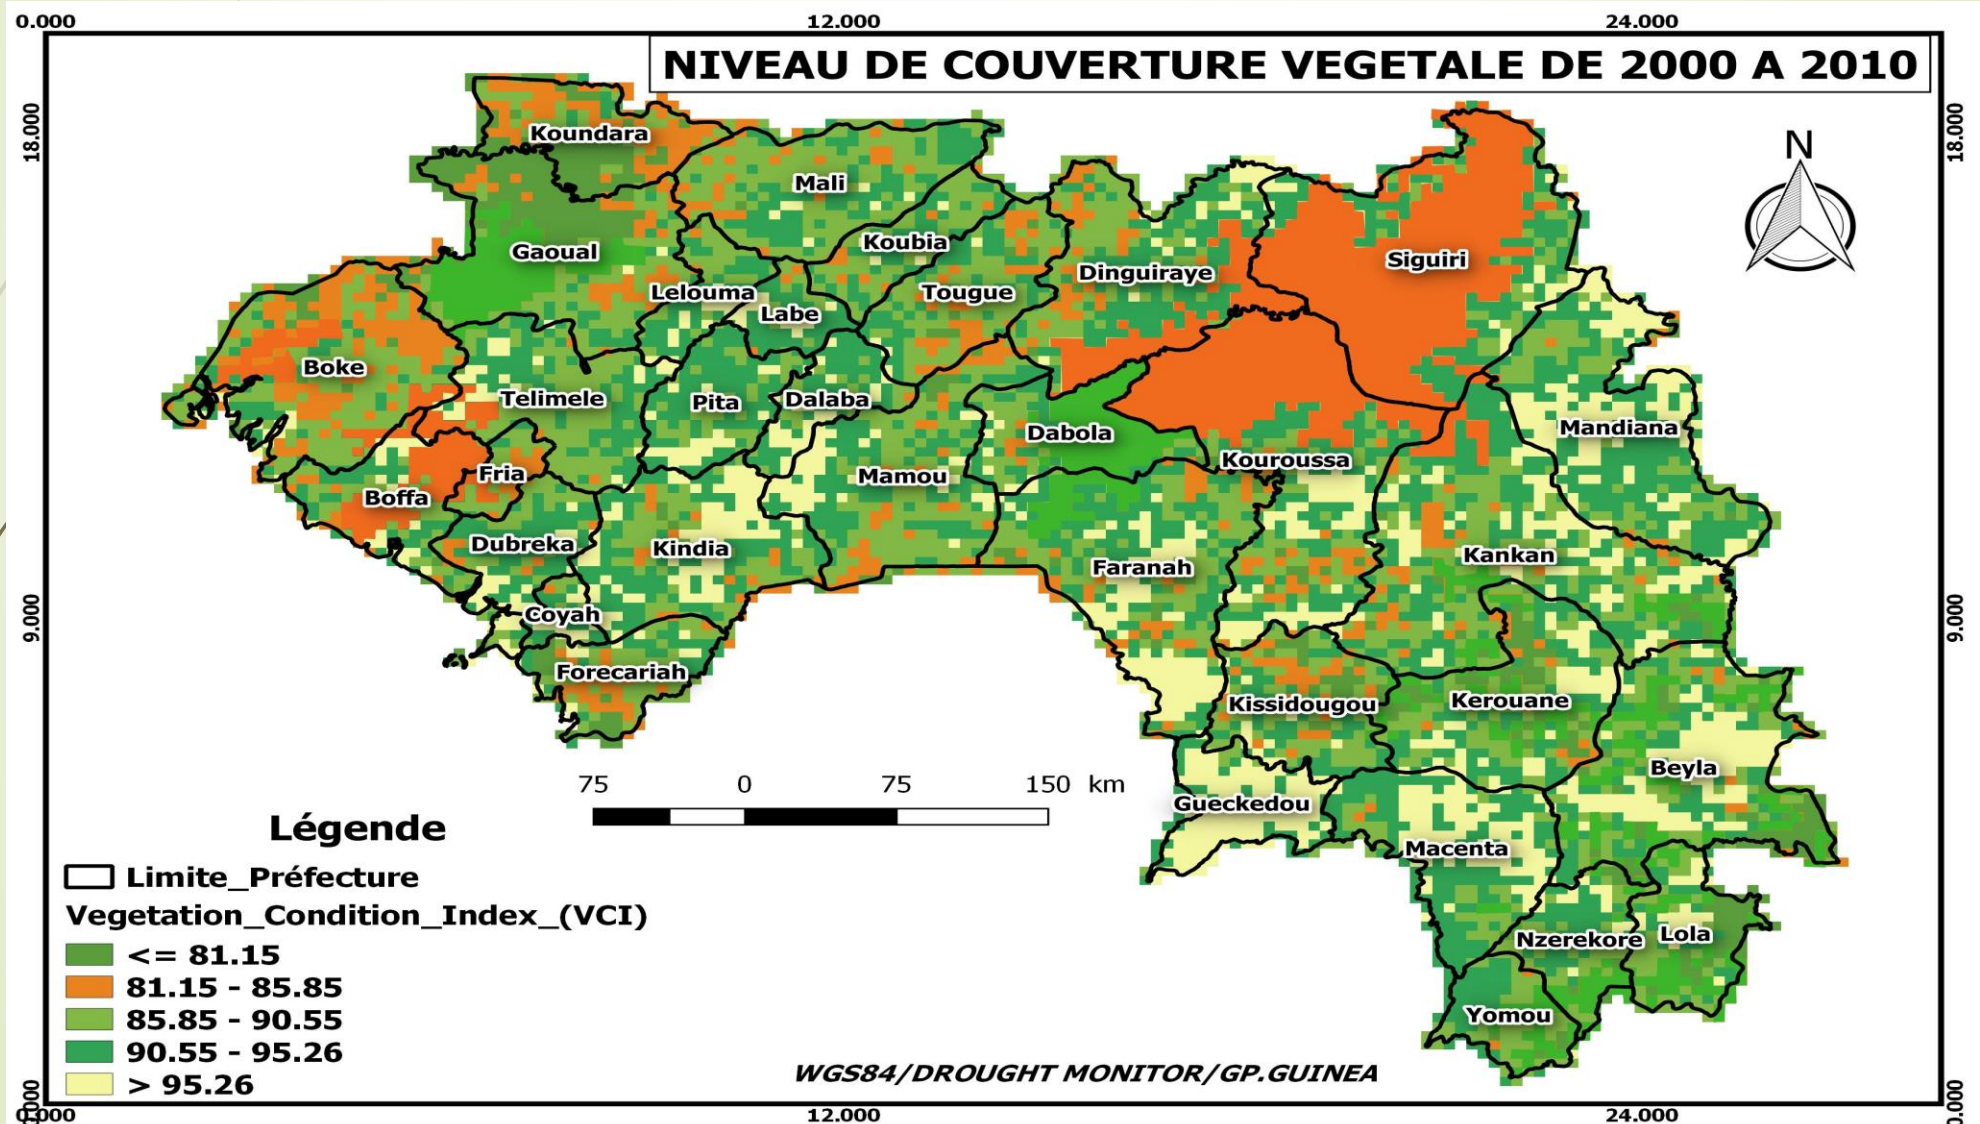 0.000 12.000 24.000
NIVEAU DE COUVERTURE VEGETALE DE 2000 A 2010
18.000
18.000
N
Koundara
Mali
Koubia
Gaoual
Siguiri
Dinguiraye
Lelouma
Tougue
Labe
Boke
Telimele
Pita
Dalaba
Mandiana
Dabola
Kouroussa
Fria
Mamou
Boffa
Dubreka
Kindia
Kankan
Faranah
9.000
9.000
Coyah
Forecariah
Kissidougou
Kerouane
Beyla
75 0 75 150 km
Gueckedou
Macenta
Légende
Limite_Préfecture
Vegetation_Condition_Index_(VCI)
<= 81.15
81.15 - 85.85
85.85 - 90.55
90.55 - 95.26
> 95.26
Nzerekore
Lola
Yomou
WGS84/DROUGHT MONITOR/GP.GUINEA
0.000 12.000 24.000